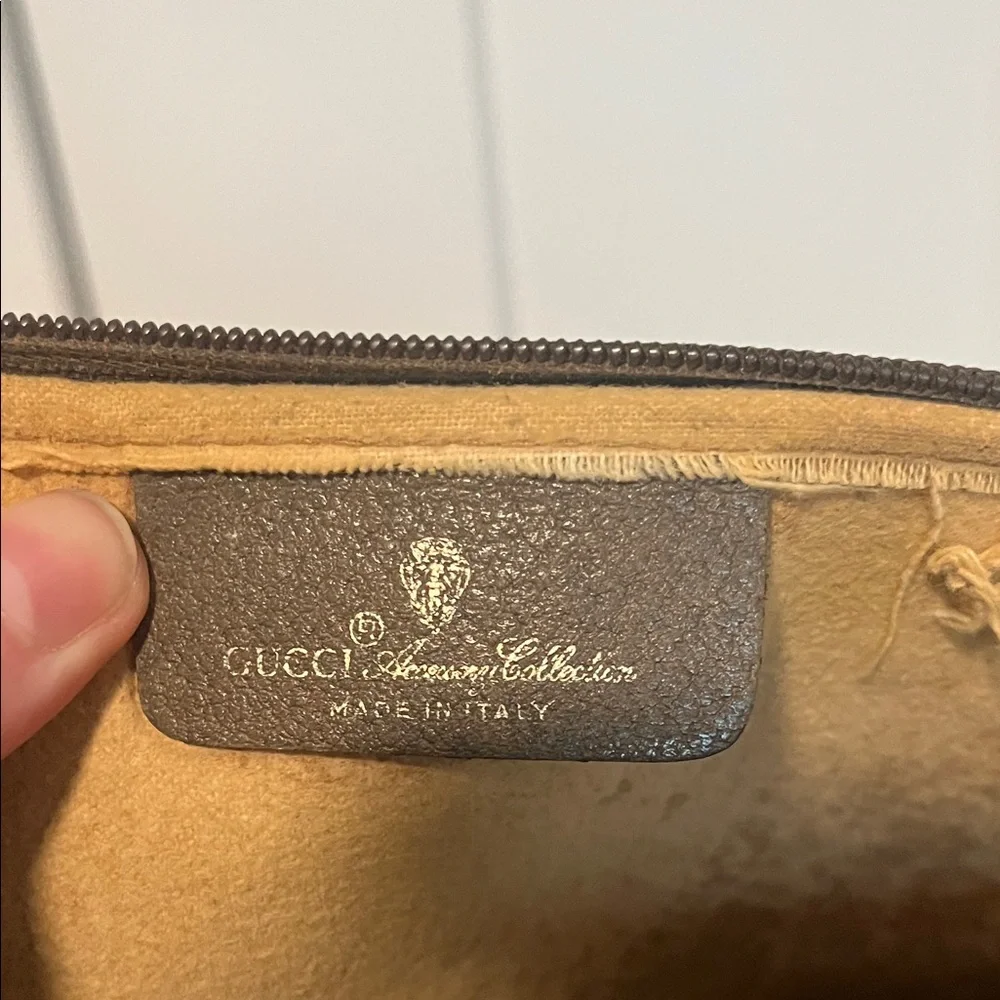 ®
GUCCI Accessory Collection
MADE IN ITALY